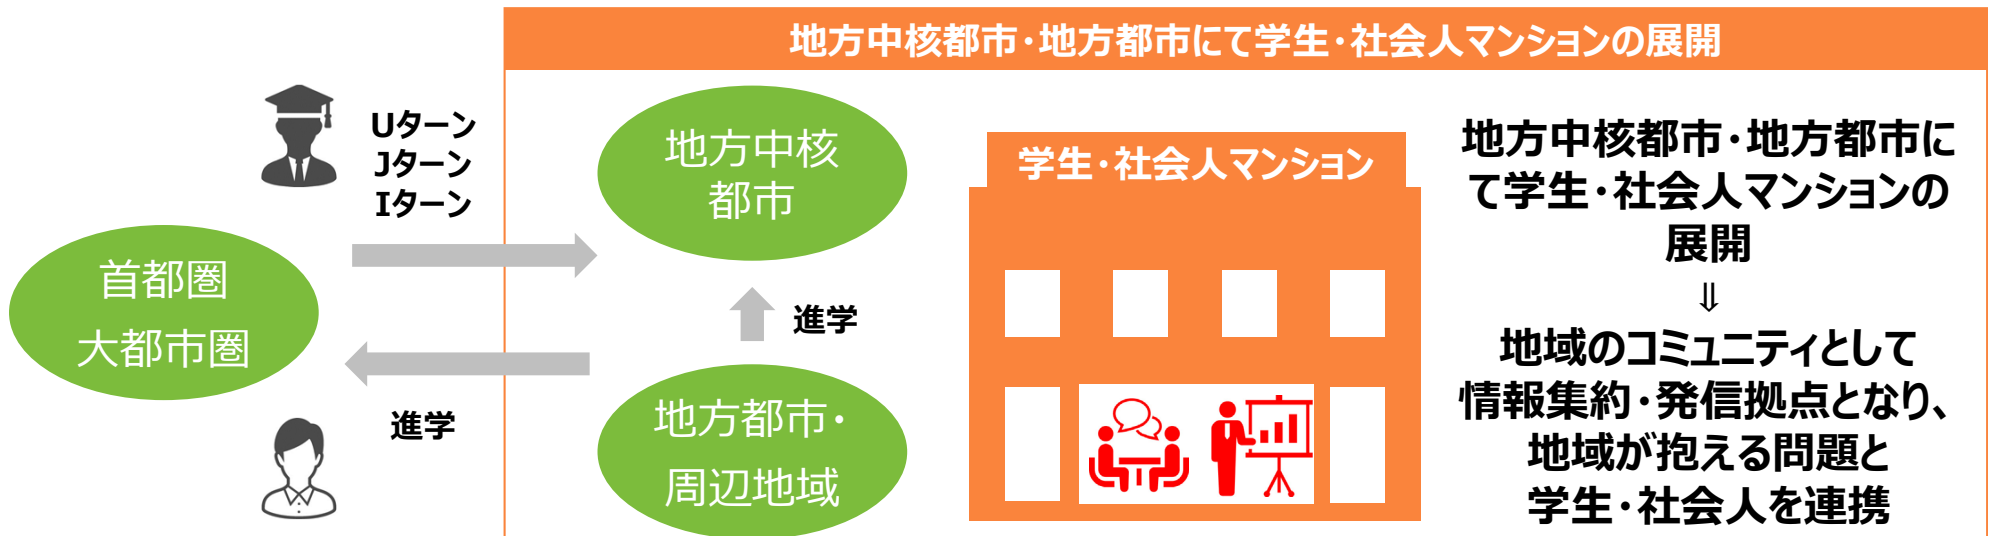 地方中核都市・地方都市にて学生・社会人マンションの展開
Uターン
Jターン
Iターン
首都圏
大都市圏
進学
地方中核
都市
進学
地方都市・
周辺地域
学生・社会人マンション
地方中核都市・地方都市に
て学生・社会人マンションの
展開
⇓
地域のコミュニティとして
情報集約・発信拠点となり、
地域が抱える問題と
学生・社会人を連携